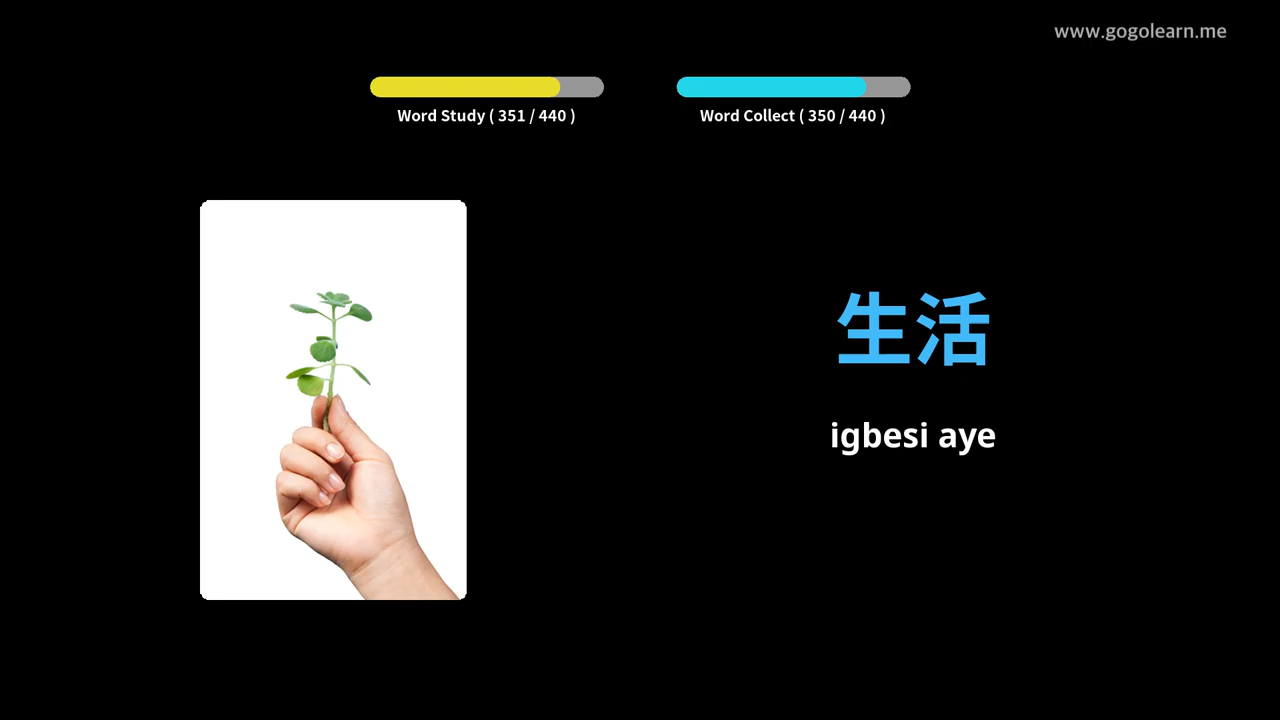 www.gogolearn.me
Word Study ( 351 / 440 )
Word Collect ( 350 / 440 )
生活
igbesi aye